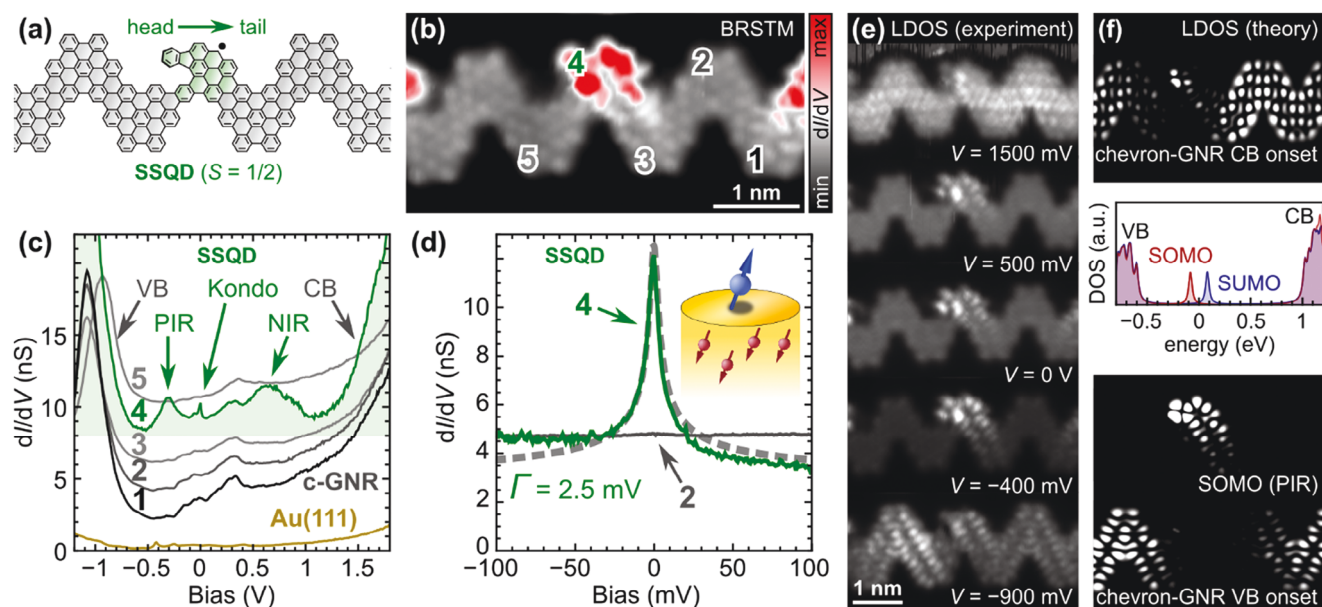 (a)
head
tail
SSQD (S = 1/2)
(b)
BRSTM
4
2
5
3
1
1 nm
max
dI/dV
min
(c)
SSQD
VB
Kondo
CB
PIR
NIR
5
4
3
2
1
c-GNR
Au(111)
15
10
5
0
dI/dV (nS)
−1
−0.5
0
0.5
1
1.5
Bias (V)
(d)
SSQD
4
2
Γ = 2.5 mV
12
10
8
6
4
2
0
dI/dV (nS)
−100
−50
0
50
100
Bias (mV)
(e)
LDOS (experiment)
V = 1500 mV
V = 500 mV
V = 0 V
V = −400 mV
V = −900 mV
1 nm
(f)
LDOS (theory)
chevron-GNR CB onset
DOS (a.u.)
VB
CB
SOMO
SUMO
−0.5
0
0.5
1
energy (eV)
SOMO (PIR)
chevron-GNR VB onset